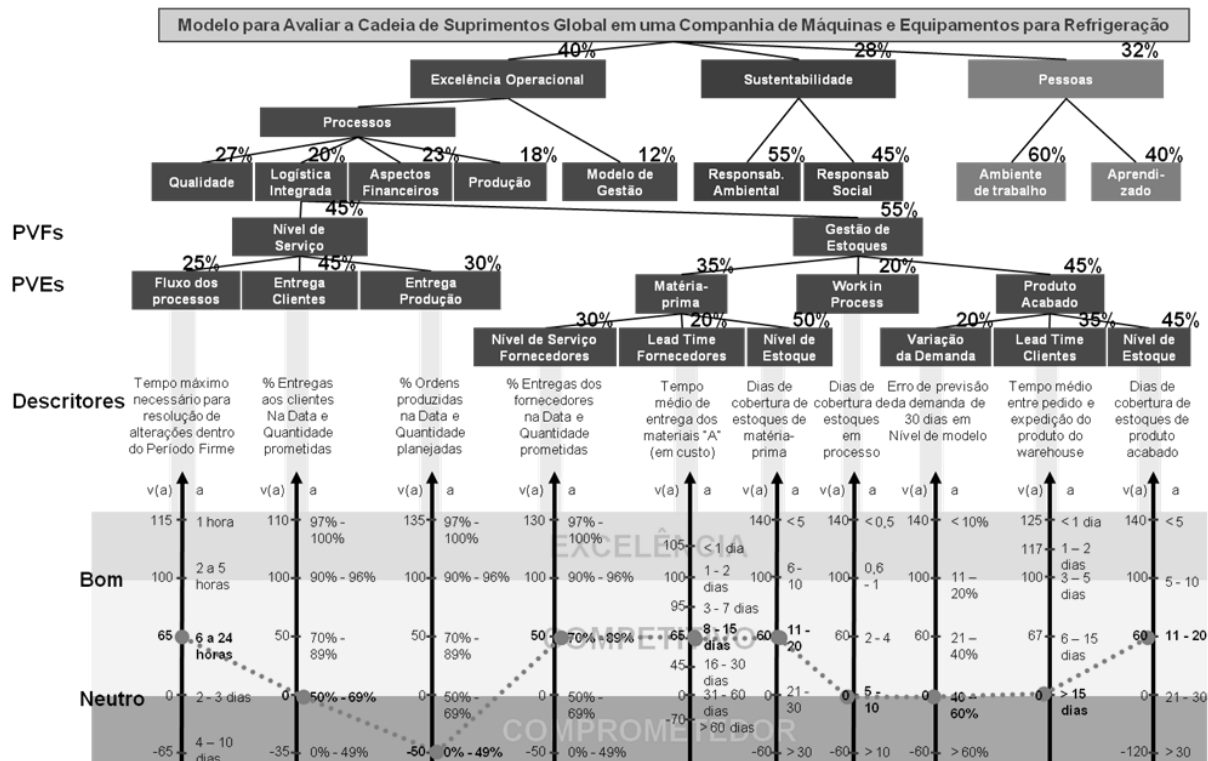 Modelo para Avaliar a Cadeia de Suprimentos Global em uma Companhia de Máquinas e Equipamentos para Refrigeração
40%
28%
32%
Excelência Operacional
Sustentabilidade
Pessoas
Processos
27%
20%
23%
18%
12%
55%
45%
60%
40%
Qualidade
Logística
Integrada
Aspectos
Financeiros
Produção
Modelo de
Gestão
Responsab.
Ambiental
Responsab
Social
Ambiente
de trabalho
Aprendi-
zado
45%
55%
PVFs
Nível de
Serviço
Gestão de
Estoques
25%
45%
30%
35%
20%
45%
PVEs
Fluxo dos
processos
Entrega
Clientes
Entrega
Produção
Matéria-
prima
Work in
Process
Produto
Acabado
30%
20%
50%
20%
35%
45%
Nível de Serviço
Fornecedores
Lead Time
Fornecedores
Nível de
Estoque
Variação
da Demanda
Lead Time
Clientes
Nível de
Estoque
Descritores
Tempo máximo
necessário para
resolução de
alterações dentro
do Período Firme
% Entregas
aos clientes
Na Data e
Quantidade
prometidas
% Ordens
produzidas
na Data e
Quantidade
planejadas
% Entregas dos
fornecedores
na Data e
Quantidade
prometidas
Tempo
médio de
entrega dos
materiais "A"
(em custo)
Dias de
cobertura de
estoques de
matéria-
prima
Dias de
cobertura de
estoques
em
processo
Erro de previsão
da demanda de
30 dias em
Nível de modelo
Tempo médio
entre pedido e
expedição do
produto do
warehouse
Dias de
cobertura de
estoques de
produto
acabado
v(a) a
v(a) a
v(a) a
v(a) a
v(a) a
v(a) a
v(a) a
v(a) a
v(a) a
v(a) a
EXCELÊNCIA
Bom
COMPETITIVO
Neutro
COMPROMETEDOR
115 1 hora
100 2 a 5
horas
65 6 a 24
horas
0 2 - 3 dias
-65 4 – 10
dias
110 97% -
100%
100 90% - 96%
50 70% -
89%
0 50% - 69%
-35 0% - 49%
135 97% -
100%
100 90% - 96%
50 70% -
89%
0 50% -
69%
-50 0% - 49%
130 97% -
100%
100 90% - 96%
50 70% - 89%
0 50% -
69%
-50 0% - 49%
105 < 1 dia
100 1 - 2
dias
95 3 - 7 dias
65 8 - 15
dias
45 16 - 30
dias
0 31 - 60
dias
-70 > 60 dias
140 < 5
100 6 -
10
60 11 -
20
0 21 -
30
-60 > 30
140 < 0,5
100 0,6
- 1
60 2 - 4
0 5 -
10
-60 > 10
140 < 10%
100 11 –
20%
60 21 –
40%
0 40 –
60%
-60 > 60%
125 < 1 dia
117 1 – 2
dias
100 3 – 5
dias
67 6 – 15
dias
0 > 15
dias
140 < 5
100 5 - 10
60 11 - 20
0 21 - 30
-120 > 30